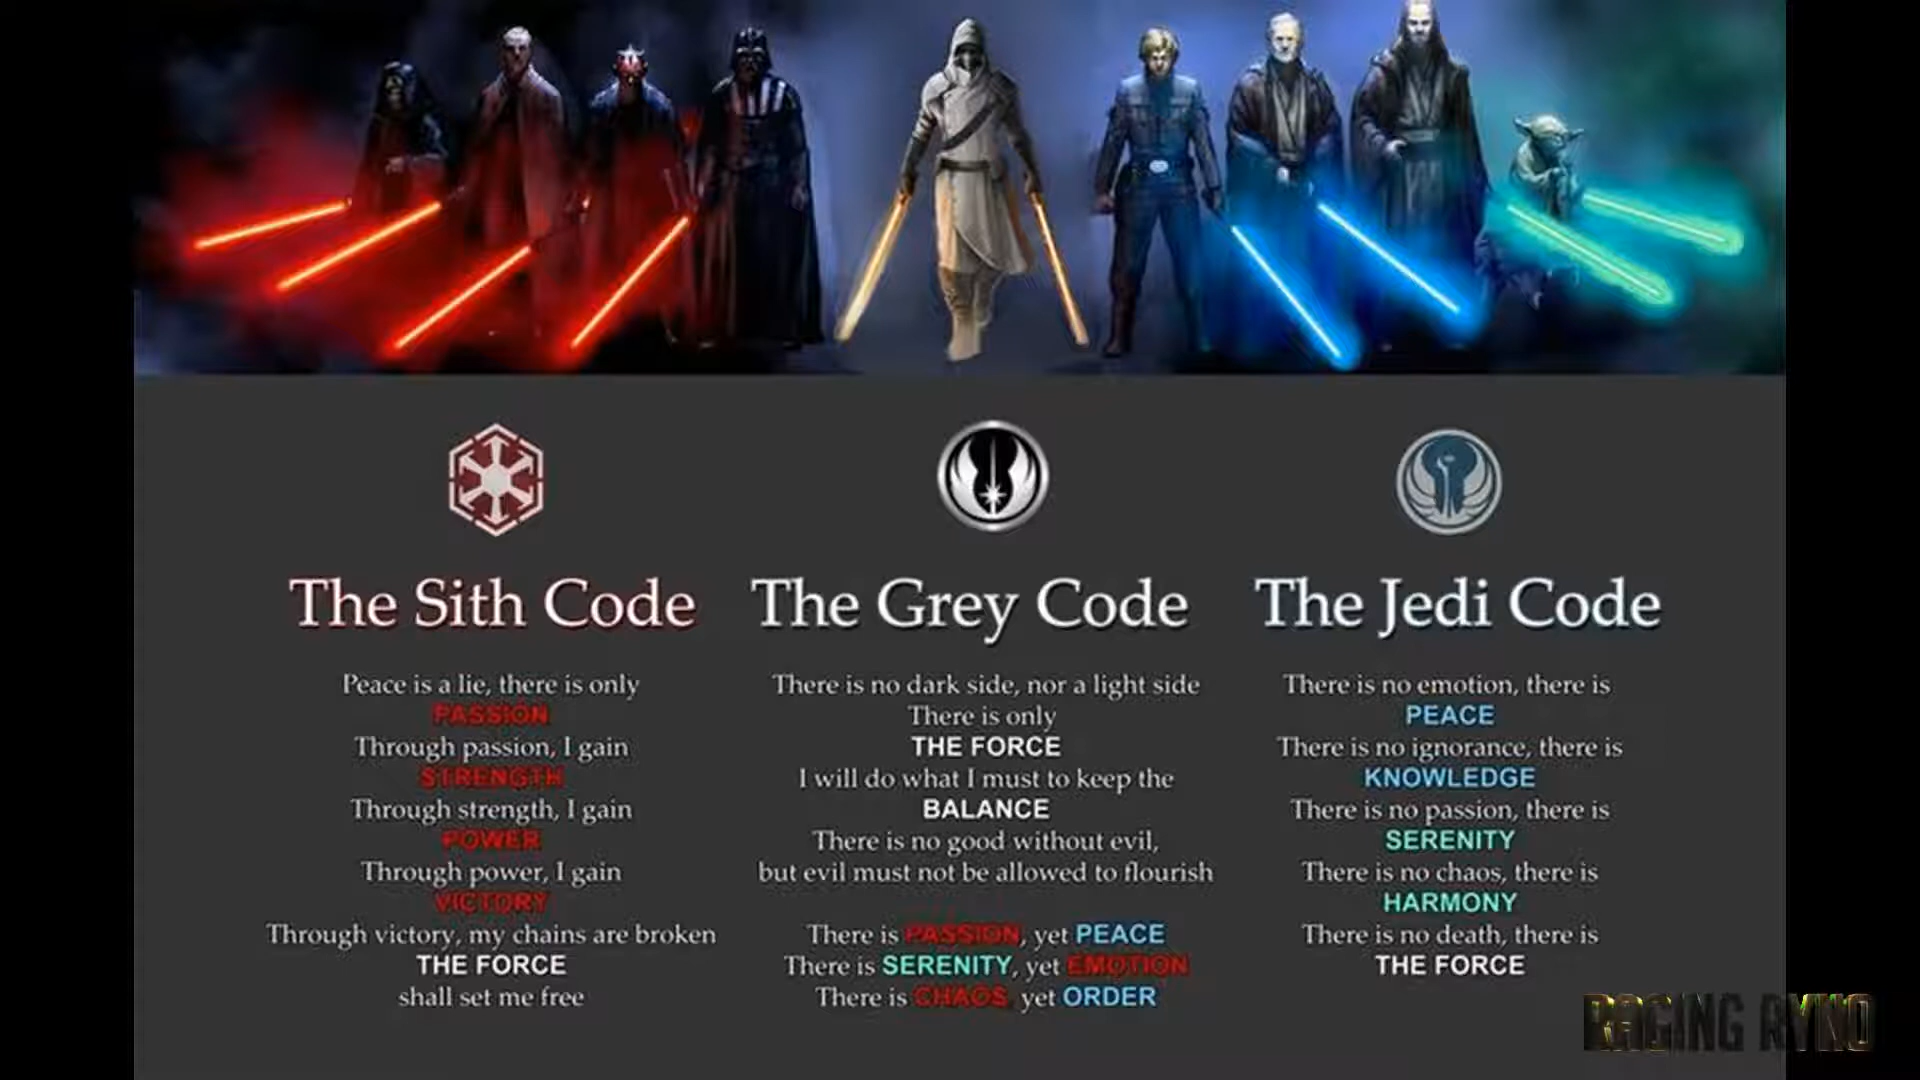 The Sith Code
Peace is a lie, there is only
PASSION
Through passion, I gain
STRENGTH
Through strength, I gain
POWER
Through power, I gain
VICTORY
Through victory, my chains are broken
THE FORCE
shall set me free
The Grey Code
There is no dark side, nor a light side
There is only
THE FORCE
I will do what I must to keep the
BALANCE
There is no good without evil,
but evil must not be allowed to flourish
There is PASSION, yet PEACE
There is SERENITY, yet EMOTION
There is CHAOS, yet ORDER
The Jedi Code
There is no emotion, there is
PEACE
There is no ignorance, there is
KNOWLEDGE
There is no passion, there is
SERENITY
There is no chaos, there is
HARMONY
There is no death, there is
THE FORCE
RAGING RYNO